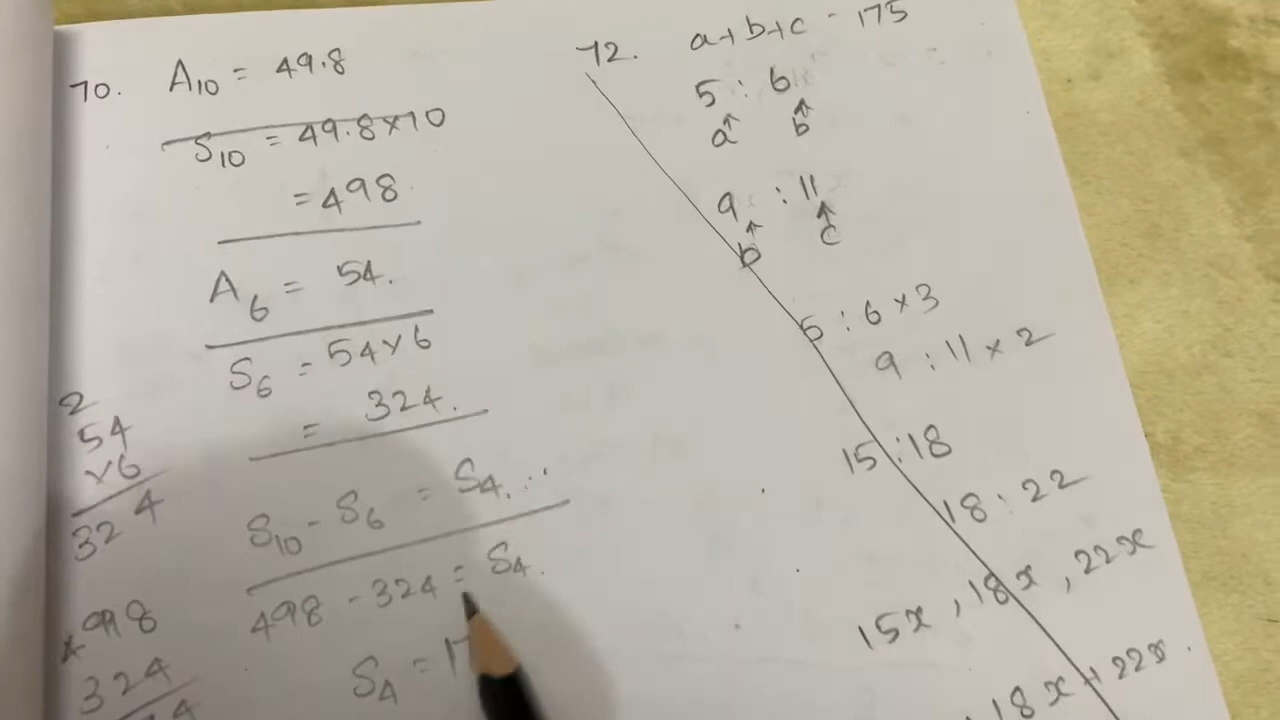 70. A10 = 49.8
S10 = 49.8×10
= 498.
A6 = 54.
S6 = 54×6
= 324.
2
54
×6
324
S10 - S6 = S4...
498 - 324 = S4.
498
324
S4 = 17
72. a+b+c - 175
5 : 6
a b
9 : 11
b c
5 : 6 × 3
9 : 11 × 2
15 : 18
18 : 22
15x , 18x , 22x
18x + 22x .